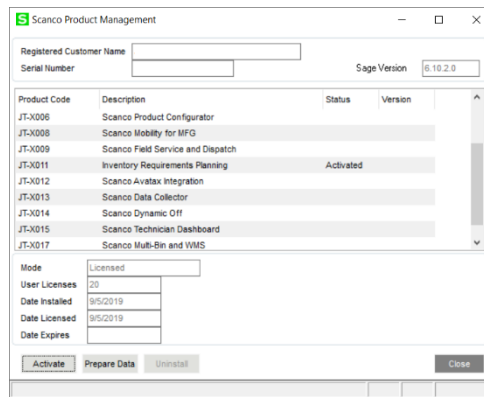 S Scanco Product Management
Registered Customer Name
Serial Number Sage Version 6.10.2.0
Product Code Description Status Version
JT-X006 Scanco Product Configurator
JT-X008 Scanco Mobility for MFG
JT-X009 Scanco Field Service and Dispatch
JT-X011 Inventory Requirements Planning Activated
JT-X012 Scanco Avatax Integration
JT-X013 Scanco Data Collector
JT-X014 Scanco Dynamic Off
JT-X015 Scanco Technician Dashboard
JT-X017 Scanco Multi-Bin and WMS
Mode Licensed
User Licenses 20
Date Installed 9/5/2019
Date Licensed 9/5/2019
Date Expires
Activate Prepare Data Uninstall Close